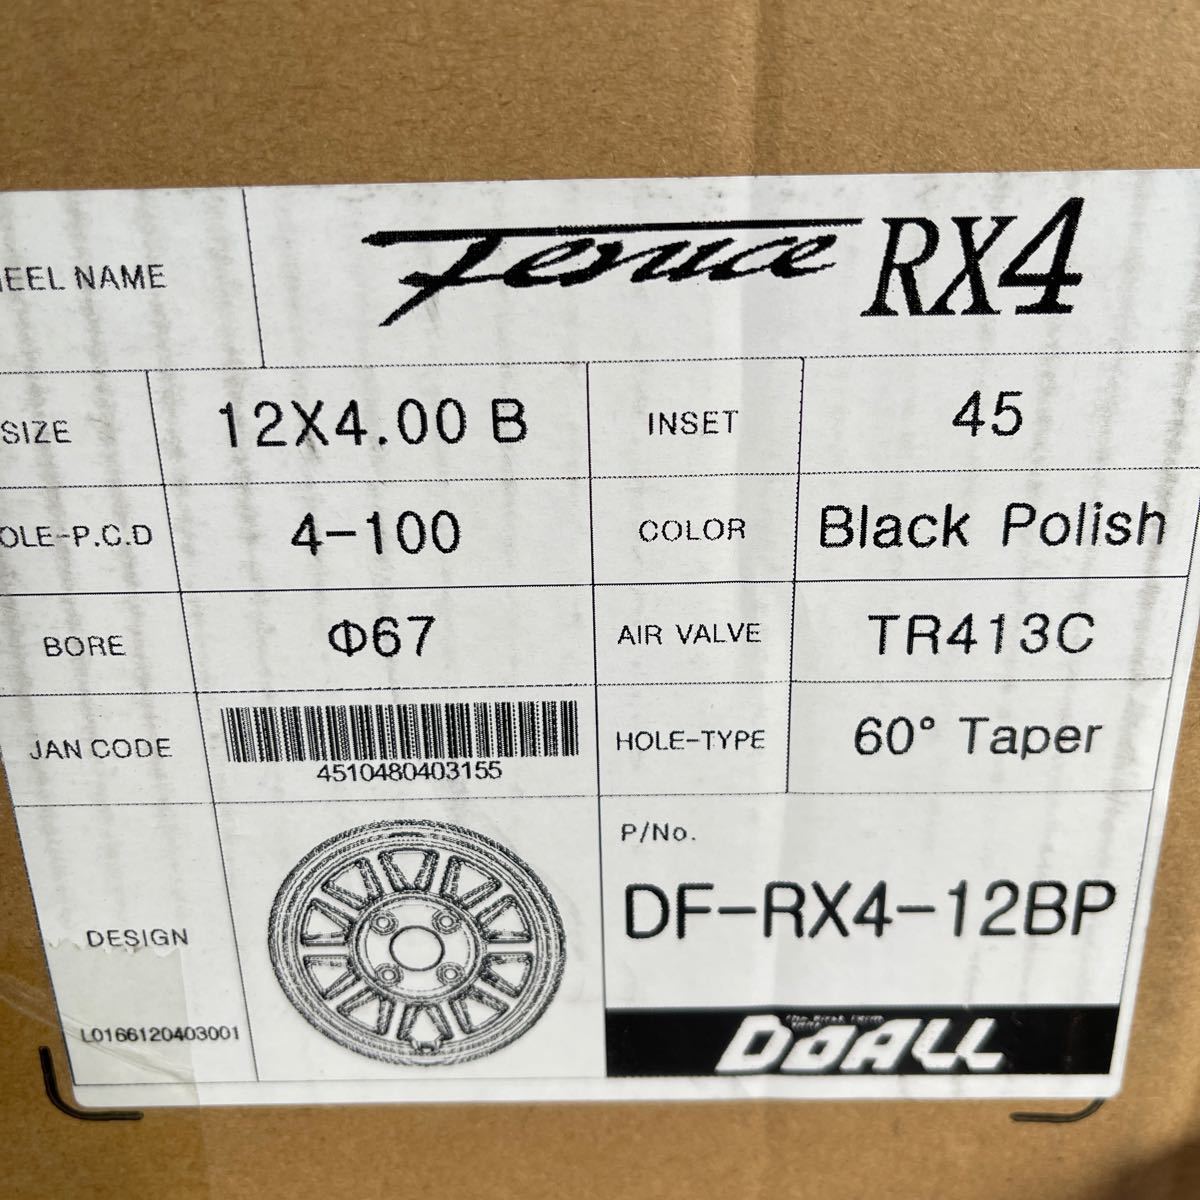 EEL NAME Fenice RX4
SIZE 12X4.00 B INSET 45
OLE-P.C.D 4-100 COLOR Black Polish
BORE Φ67 AIR VALVE TR413C
JAN CODE 4510480403155 HOLE-TYPE 60° Taper
DESIGN
L0166120403001
P/No.
DF-RX4-12BP
DOALL